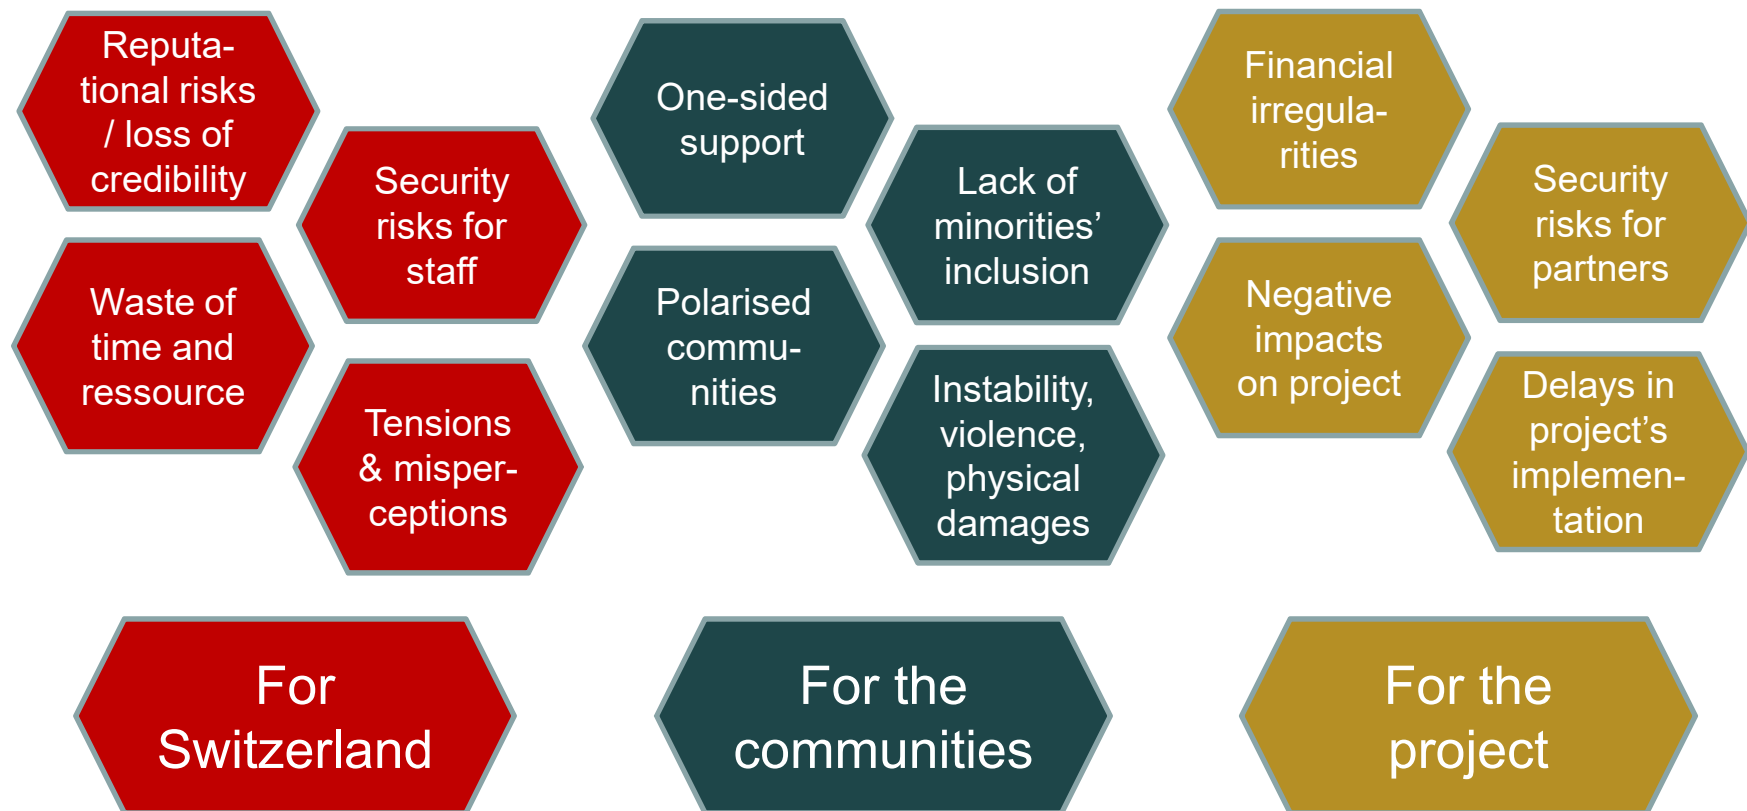 Reputa-
tional risks
/ loss of
credibility
Security
risks for
staff
Waste of
time and
ressource
Tensions
& misper-
ceptions
One-sided
support
Lack of
minorities’
inclusion
Polarised
commu-
nities
Instability,
violence,
physical
damages
Financial
irregula-
rities
Security
risks for
partners
Negative
impacts
on project
Delays in
project’s
implemen-
tation
For
Switzerland
For the
communities
For the
project